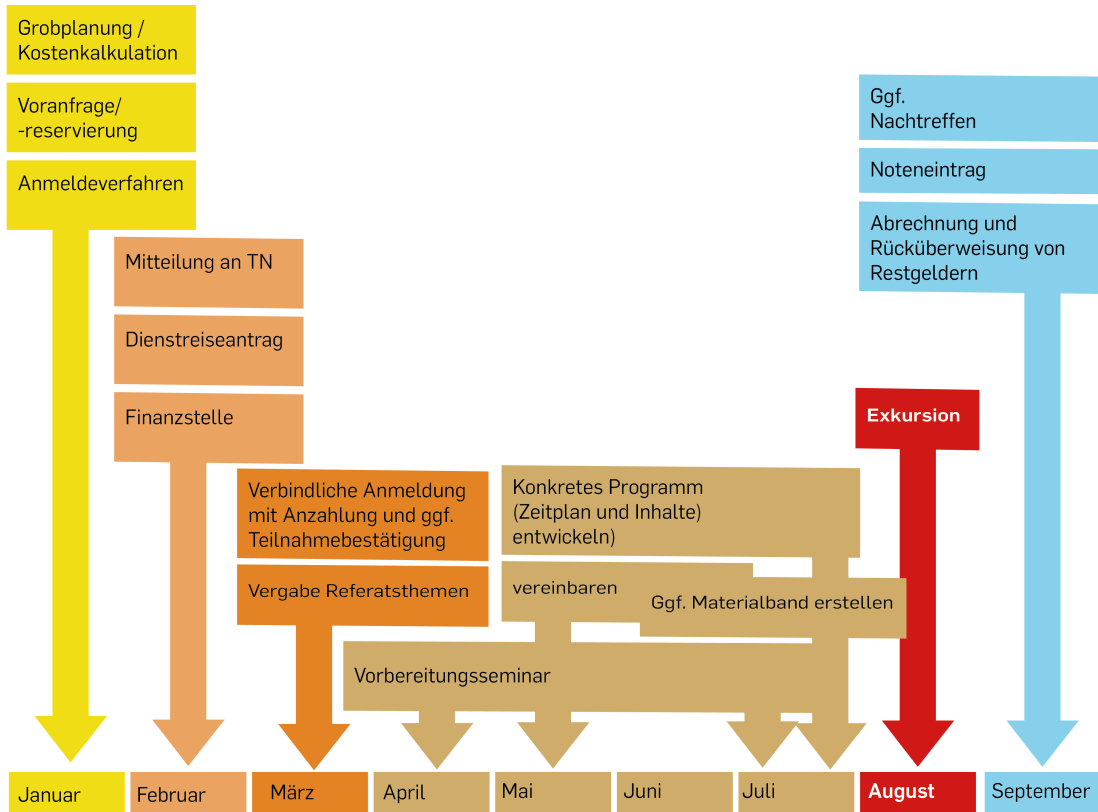 Grobplanung /
Kostenkalkulation
Voranfrage/
-reservierung
Anmeldeverfahren
Mitteilung an TN
Dienstreiseantrag
Finanzstelle
Verbindliche Anmeldung
mit Anzahlung und ggf.
Teilnahmebestätigung
Vergabe Referatsthemen
Konkretes Programm
(Zeitplan und Inhalte)
entwickeln)
vereinbaren
Ggf. Materialband erstellen
Vorbereitungsseminar
Exkursion
Ggf.
Nachtreffen
Noteneintrag
Abrechnung und
Rücküberweisung von
Restgeldern
Januar
Februar
März
April
Mai
Juni
Juli
August
September